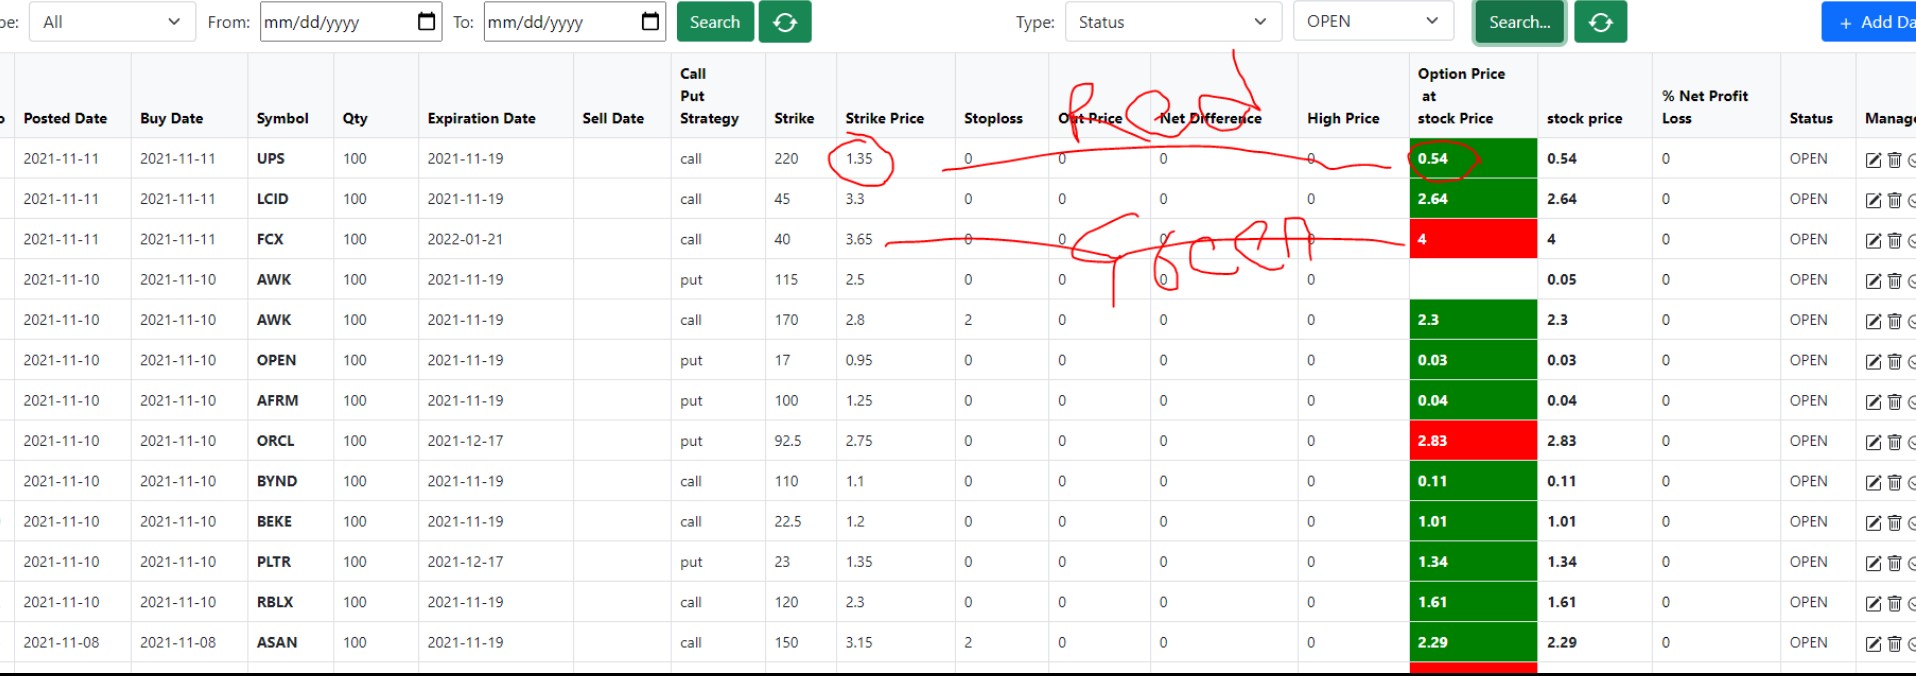 pe: All From: mm/dd/yyyy To: mm/dd/yyyy Search Type: Status OPEN Search... + Add Da
o Posted Date Buy Date Symbol Qty Expiration Date Sell Date Call Put Strategy Strike Strike Price Stoploss Out Price Net Difference High Price Option Price at stock Price stock price % Net Profit Loss Status Manage
Read
2021-11-11 2021-11-11 UPS 100 2021-11-19 call 220 1.35 0 0 0 0 0.54 0.54 0 OPEN
2021-11-11 2021-11-11 LCID 100 2021-11-19 call 45 3.3 0 0 0 0 2.64 2.64 0 OPEN
2021-11-11 2021-11-11 FCX 100 2022-01-21 call 40 3.65 0 0 0 0 4 4 0 OPEN
Green
2021-11-10 2021-11-10 AWK 100 2021-11-19 put 115 2.5 0 0 0 0 0.05 0 OPEN
2021-11-10 2021-11-10 AWK 100 2021-11-19 call 170 2.8 2 0 0 0 2.3 2.3 0 OPEN
2021-11-10 2021-11-10 OPEN 100 2021-11-19 put 17 0.95 0 0 0 0 0.03 0.03 0 OPEN
2021-11-10 2021-11-10 AFRM 100 2021-11-19 put 100 1.25 0 0 0 0 0.04 0.04 0 OPEN
2021-11-10 2021-11-10 ORCL 100 2021-12-17 put 92.5 2.75 0 0 0 0 2.83 2.83 0 OPEN
2021-11-10 2021-11-10 BYND 100 2021-11-19 call 110 1.1 0 0 0 0 0.11 0.11 0 OPEN
2021-11-10 2021-11-10 BEKE 100 2021-11-19 call 22.5 1.2 0 0 0 0 1.01 1.01 0 OPEN
2021-11-10 2021-11-10 PLTR 100 2021-12-17 put 23 1.35 0 0 0 0 1.34 1.34 0 OPEN
2021-11-10 2021-11-10 RBLX 100 2021-11-19 call 120 2.3 0 0 0 0 1.61 1.61 0 OPEN
2021-11-08 2021-11-08 ASAN 100 2021-11-19 call 150 3.15 2 0 0 0 2.29 2.29 0 OPEN